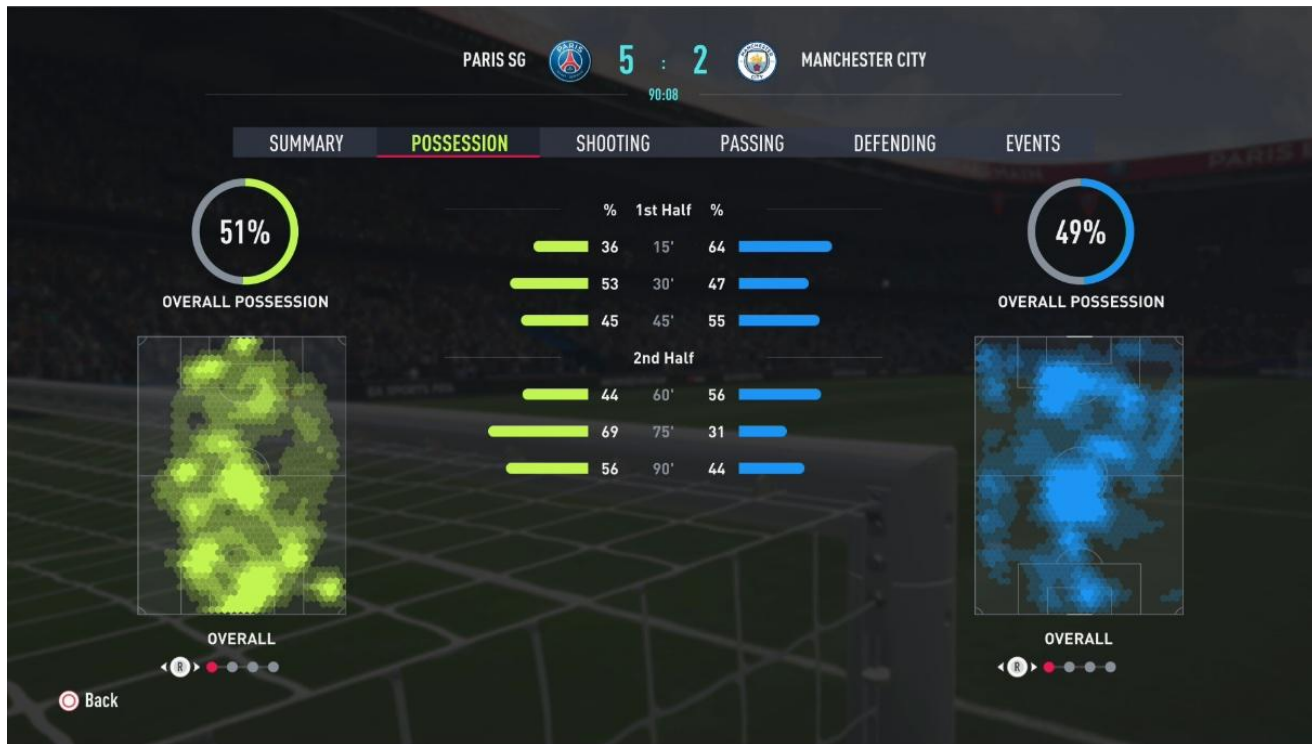 PARIS SG 5 : 2 MANCHESTER CITY
90:08
SUMMARY POSSESSION SHOOTING PASSING DEFENDING EVENTS
% 1st Half %
36 15' 64
53 30' 47
45 45' 55
2nd Half
44 60' 56
69 75' 31
56 90' 44
51%
OVERALL POSSESSION
OVERALL
R
49%
OVERALL POSSESSION
OVERALL
R
Back
PARIS